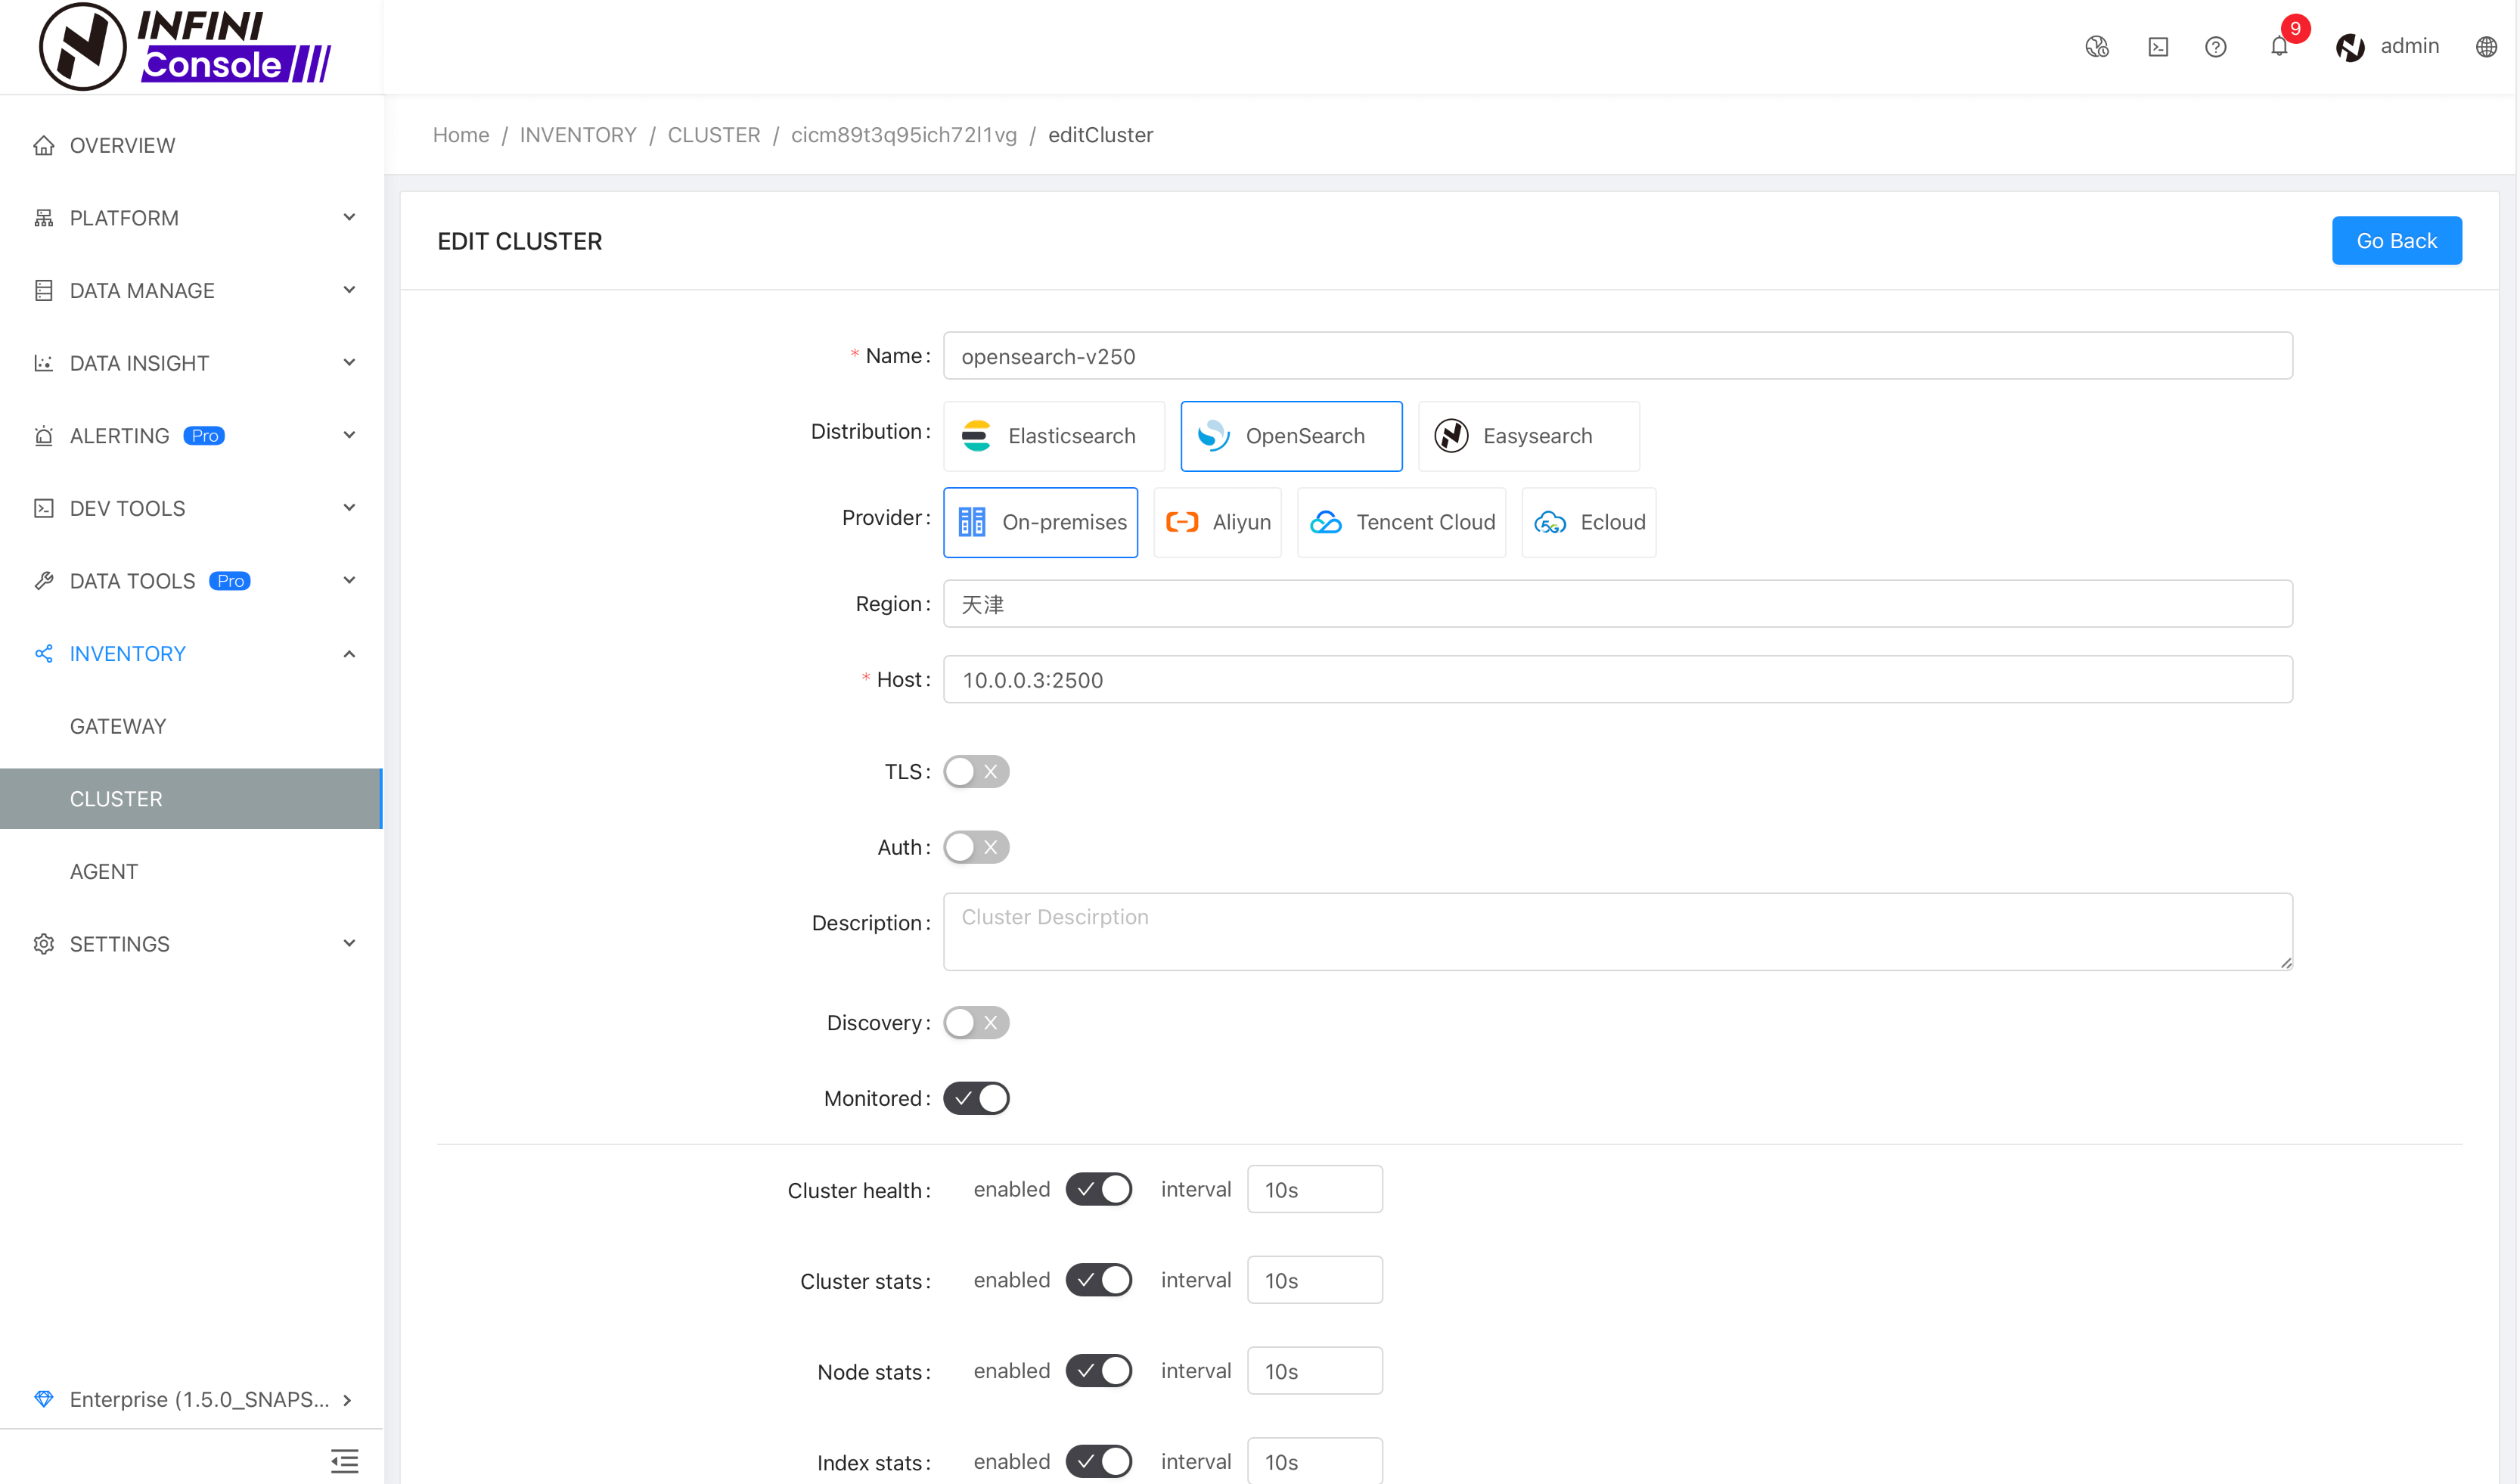 INFINI
Console
9
admin
Home / INVENTORY / CLUSTER / cicm89t3q95ich72l1vg / editCluster
OVERVIEW
PLATFORM
DATA MANAGE
DATA INSIGHT
ALERTING Pro
DEV TOOLS
DATA TOOLS Pro
INVENTORY
GATEWAY
CLUSTER
AGENT
SETTINGS
Enterprise (1.5.0_SNAPS...
EDIT CLUSTER
Go Back
* Name: opensearch-v250
Distribution: Elasticsearch OpenSearch Easysearch
Provider: On-premises Aliyun Tencent Cloud 5G Ecloud
Region: 天津
* Host: 10.0.0.3:2500
TLS:
Auth:
Description: Cluster Descirption
Discovery:
Monitored:
Cluster health: enabled interval 10s
Cluster stats: enabled interval 10s
Node stats: enabled interval 10s
Index stats: enabled interval 10s